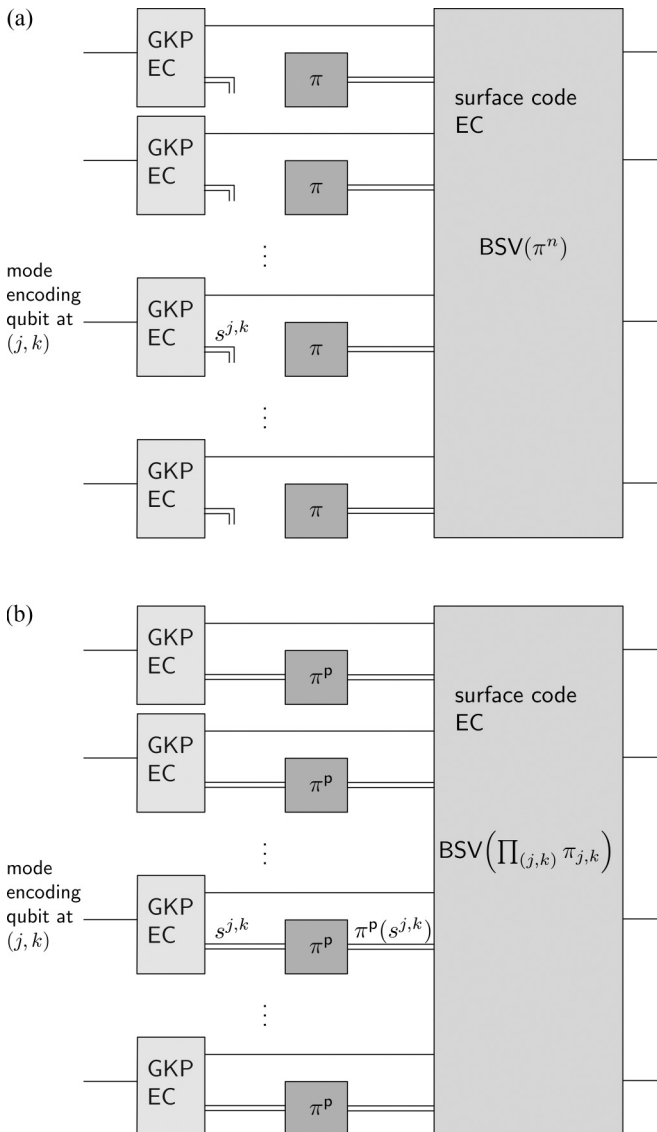 (a)
GKP
EC
π
surface code
EC
GKP
EC
π
BSV(πⁿ)
⋮
mode
encoding
qubit at
(j, k)
GKP
EC
s^{j,k}
π
⋮
GKP
EC
π
(b)
GKP
EC
π^p
surface code
EC
GKP
EC
π^p
BSV(∏_{(j,k)} π_{j,k})
⋮
mode
encoding
qubit at
(j, k)
GKP
EC
s^{j,k}
π^p
π^p(s^{j,k})
⋮
GKP
EC
π^p